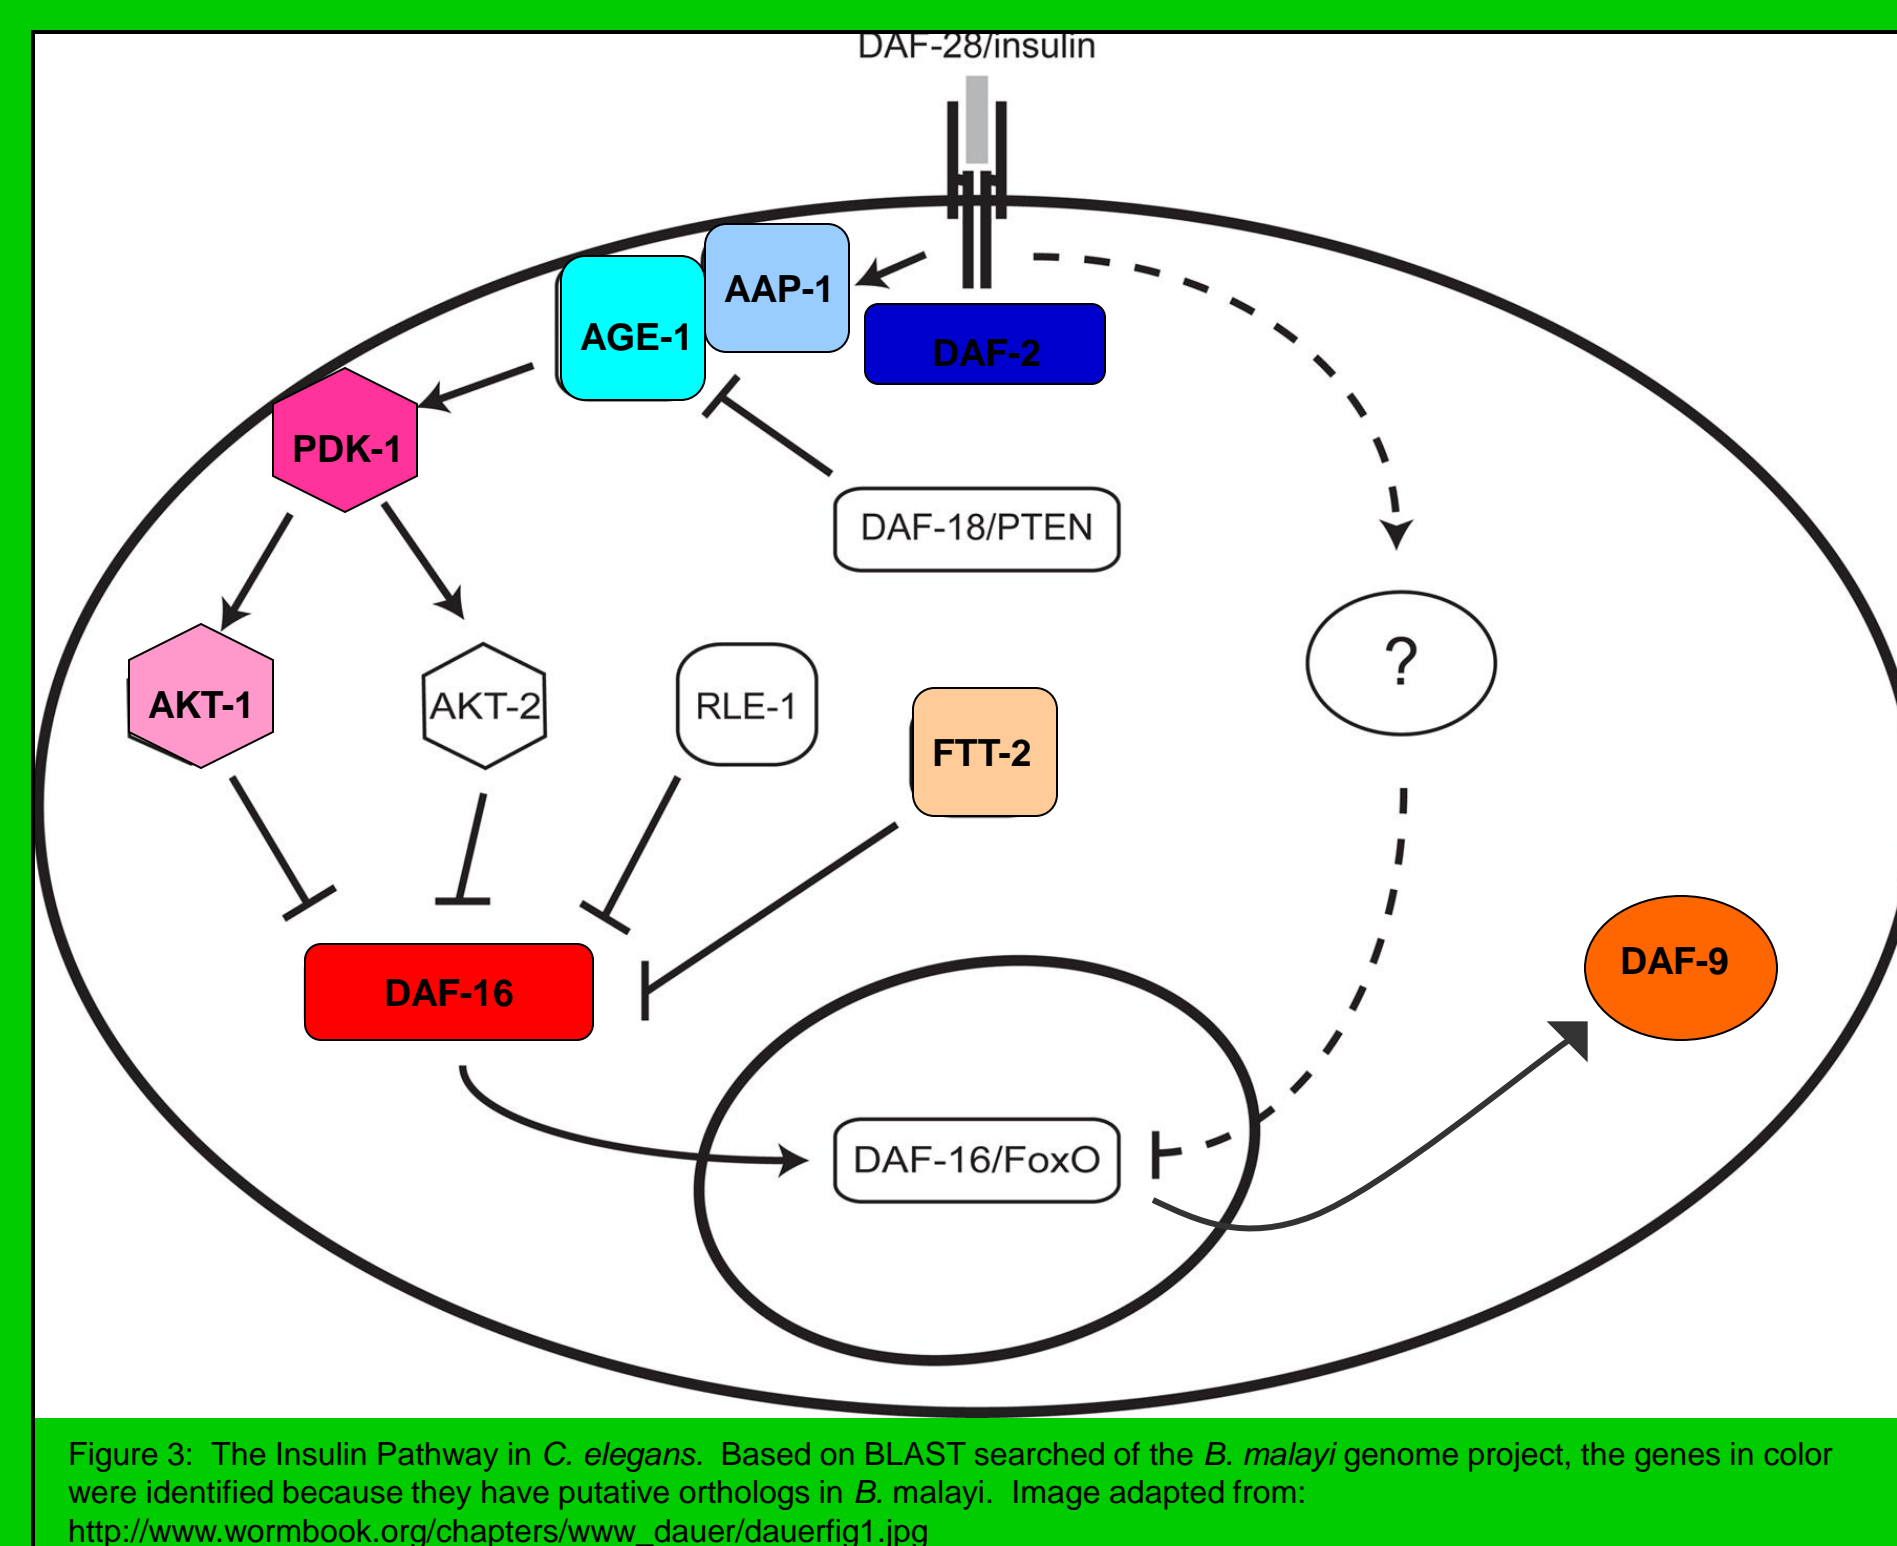 DAF-28/insulin
AAP-1
AGE-1
DAF-2
PDK-1
DAF-18/PTEN
?
AKT-1
AKT-2
RLE-1
FTT-2
DAF-9
DAF-16
DAF-16/FoxO
Figure 3:  The Insulin Pathway in C. elegans.  Based on BLAST searched of the B. malayi genome project, the genes in color
were identified because they have putative orthologs in B. malayi.  Image adapted from:
http://www.wormbook.org/chapters/www_dauer/dauerfig1.jpg